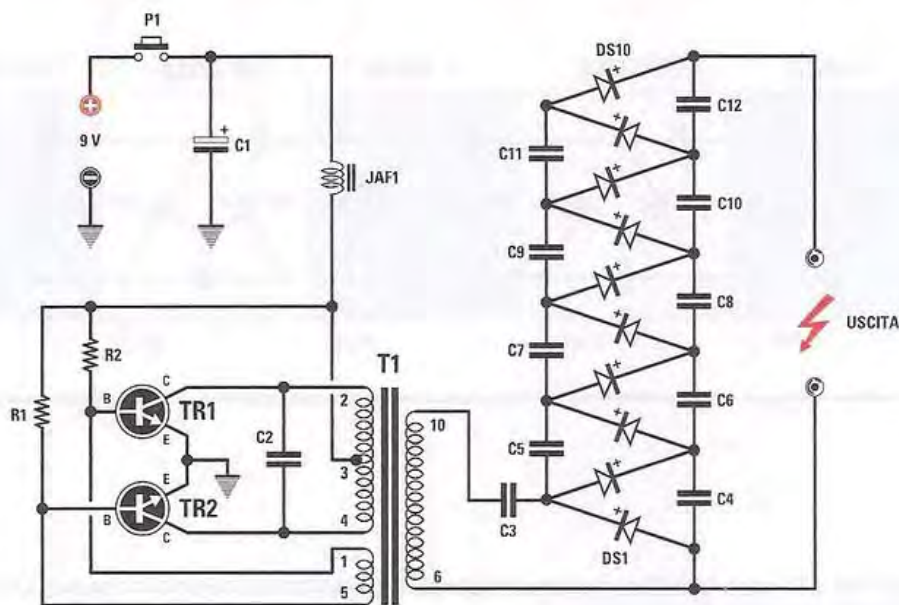 P1
DS10
C12
9 V
+
C1
C11
JAF1
C10
C9
C8
USCITA
R2
T1
C7
C
TR1
2
R1
B
C6
E
10
C2
3
C5
E
TR2
B
4
C3
C4
C
1
DS1
5
6